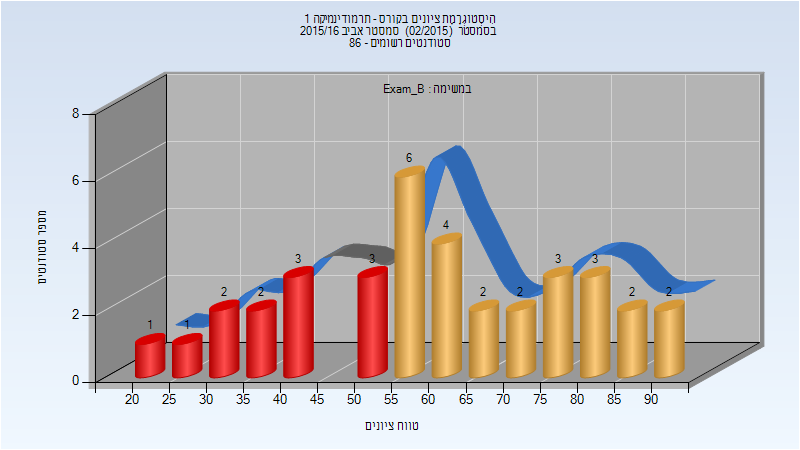 היסטוגרמת ציונים בקורס - תרמודינמיקה 1
בסמסטר (02/2015) סמסטר אביב 2015/16
סטודנטים רשומים - 86
במשימה : Exam_B
מספר סטודנטים
8
6
4
2
0
1 1 2 2 3 3 6 4 2 2 3 3 2 2
20 25 30 35 40 45 50 55 60 65 70 75 80 85 90
טווח ציונים